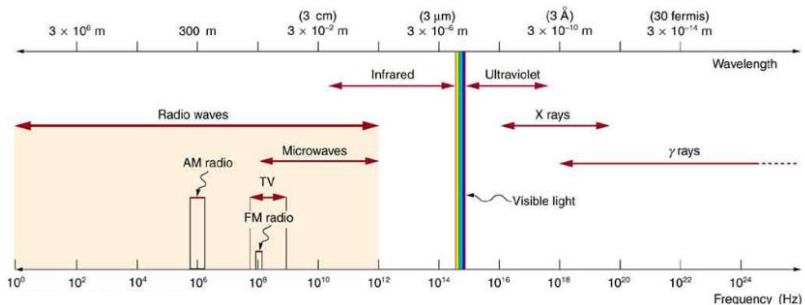 (3 cm) (3 μm) (3 Å) (30 fermis)
3 × 10⁶ m 300 m 3 × 10⁻² m 3 × 10⁻⁶ m 3 × 10⁻¹⁰ m 3 × 10⁻¹⁴ m
Wavelength
Infrared Ultraviolet
Radio waves X rays
Microwaves γ rays
AM radio
TV
Visible light
FM radio
10⁰ 10² 10⁴ 10⁶ 10⁸ 10¹⁰ 10¹² 10¹⁴ 10¹⁶ 10¹⁸ 10²⁰ 10²² 10²⁴
Frequency (Hz)